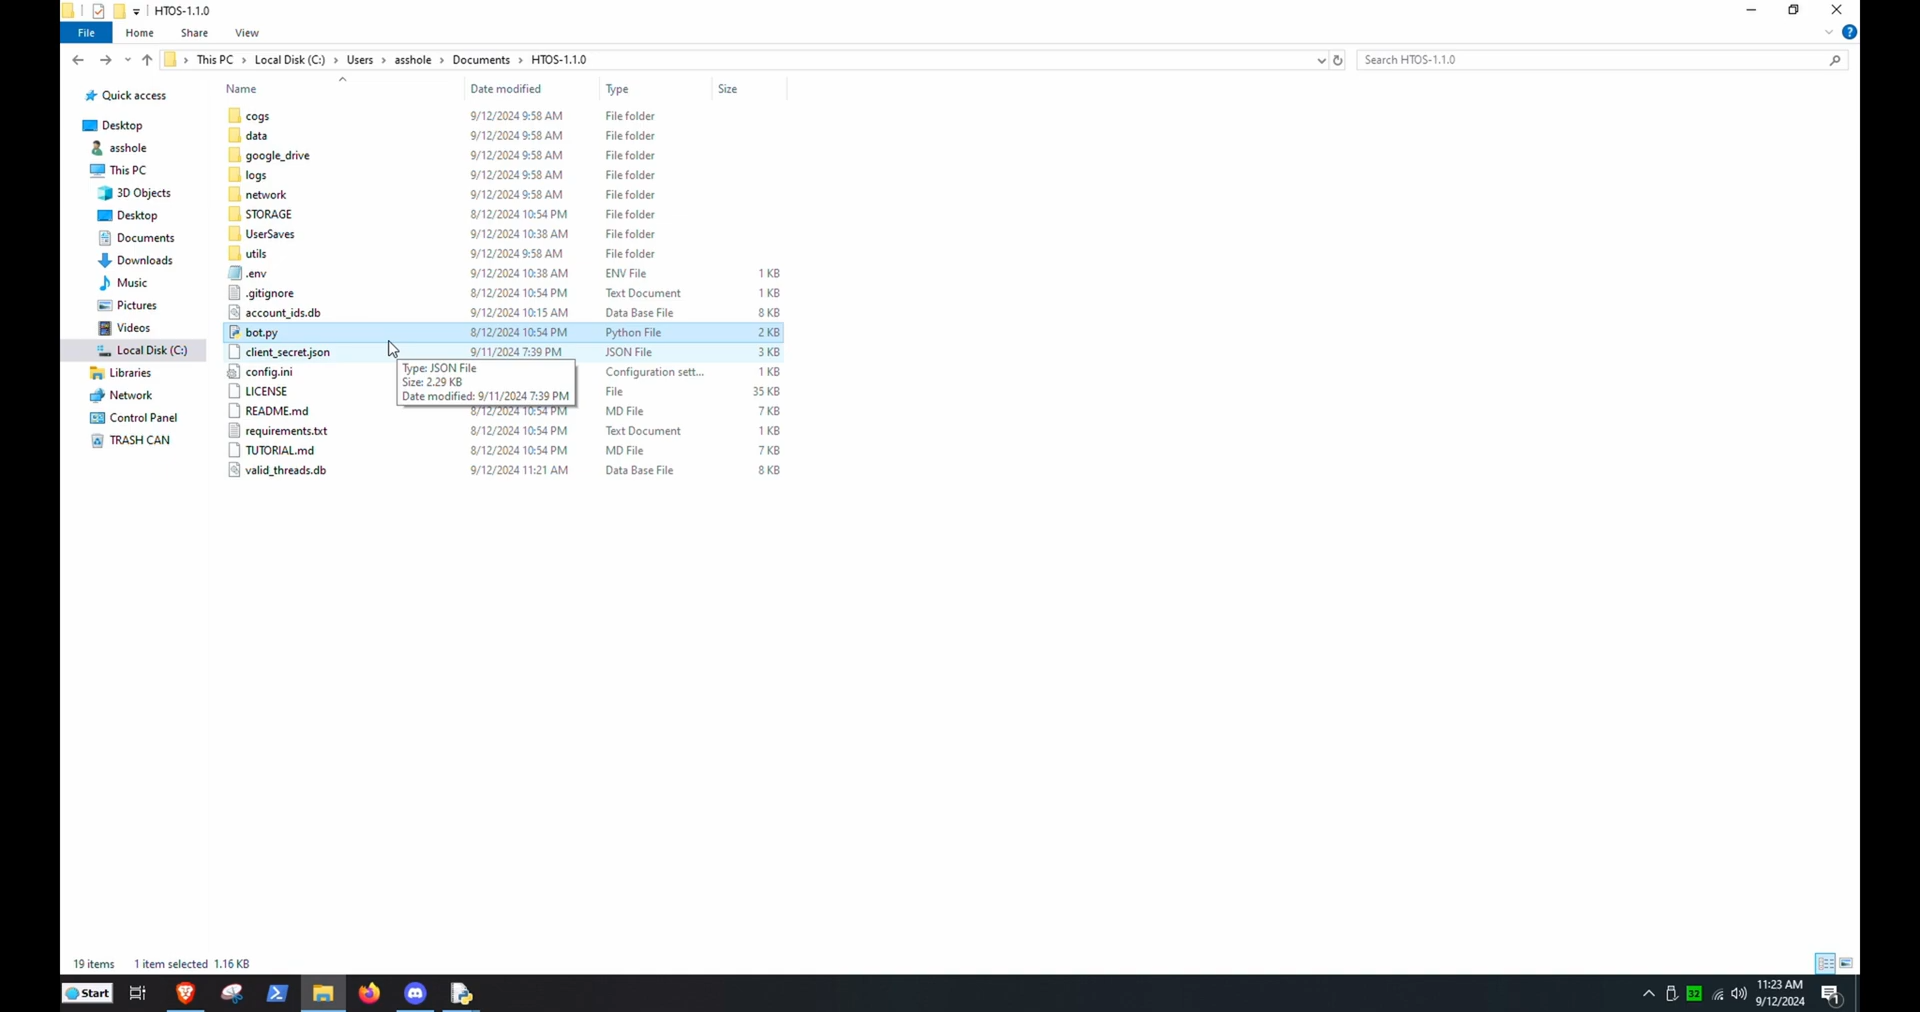 HTOS-1.1.0
File Home Share View
This PC Local Disk (C:) Users asshole Documents HTOS-1.1.0 Search HTOS-1.1.0
Name Date modified Type Size
Quick access
Desktop
asshole
This PC
3D Objects
Desktop
Documents
Downloads
Music
Pictures
Videos
Local Disk (C:)
Libraries
Network
Control Panel
TRASH CAN
cogs 9/12/2024 9:58 AM File folder
data 9/12/2024 9:58 AM File folder
google_drive 9/12/2024 9:58 AM File folder
logs 9/12/2024 9:58 AM File folder
network 9/12/2024 9:58 AM File folder
STORAGE 8/12/2024 10:54 PM File folder
UserSaves 9/12/2024 10:38 AM File folder
utils 9/12/2024 9:58 AM File folder
.env 9/12/2024 10:38 AM ENV File 1 KB
.gitignore 8/12/2024 10:54 PM Text Document 1 KB
account_ids.db 9/12/2024 10:15 AM Data Base File 8 KB
bot.py 8/12/2024 10:54 PM Python File 2 KB
client_secret.json 9/11/2024 7:39 PM JSON File 3 KB
config.ini Configuration sett... 1 KB
LICENSE File 35 KB
README.md 8/12/2024 10:54 PM MD File 7 KB
requirements.txt 8/12/2024 10:54 PM Text Document 1 KB
TUTORIAL.md 8/12/2024 10:54 PM MD File 7 KB
valid_threads.db 9/12/2024 11:21 AM Data Base File 8 KB
Type: JSON File
Size: 2.29 KB
Date modified: 9/11/2024 7:39 PM
19 items 1 item selected 1.16 KB
Start
32
11:23 AM
9/12/2024
1